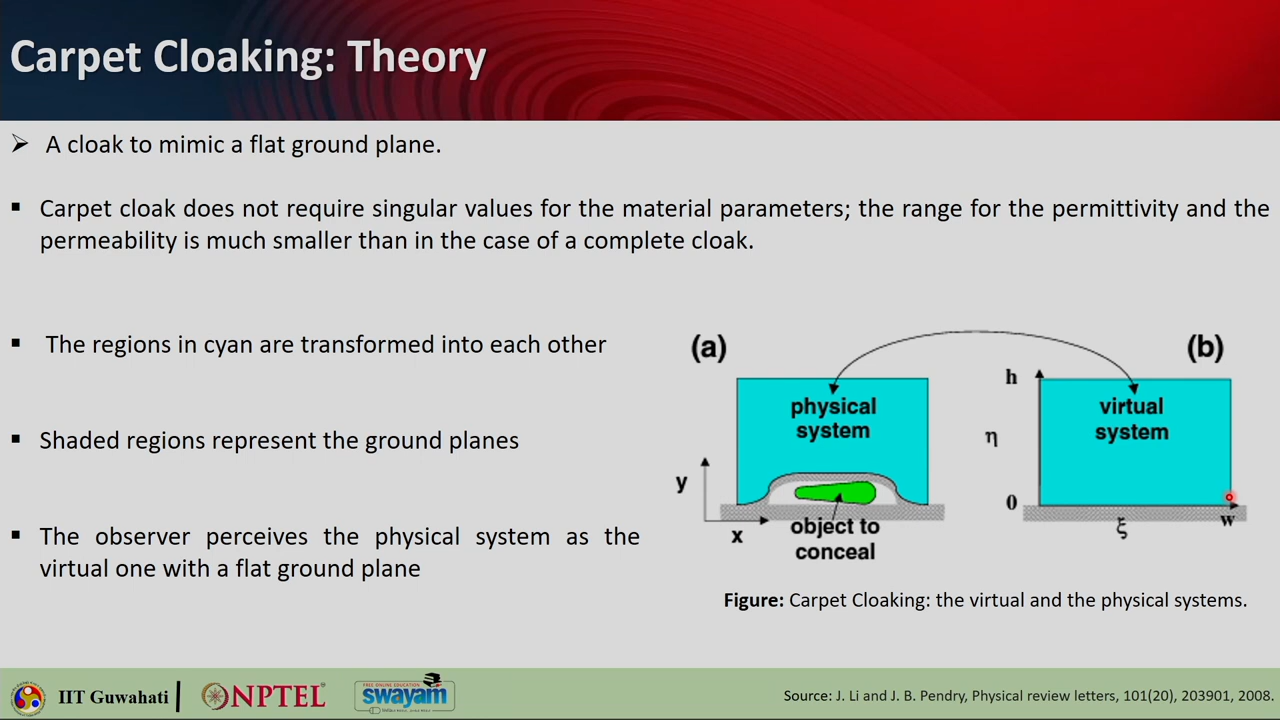 Carpet Cloaking: Theory
➢ A cloak to mimic a flat ground plane.
▪ Carpet cloak does not require singular values for the material parameters; the range for the permittivity and the
permeability is much smaller than in the case of a complete cloak.
▪ The regions in cyan are transformed into each other
▪ Shaded regions represent the ground planes
▪ The observer perceives the physical system as the
virtual one with a flat ground plane
(a)
physical
system
y
x
object to
conceal
(b)
h
virtual
system
η
0
ξ
w
Figure: Carpet Cloaking: the virtual and the physical systems.
IIT Guwahati
NPTEL
FREE ONLINE EDUCATION
swayam
Source: J. Li and J. B. Pendry, Physical review letters, 101(20), 203901, 2008.